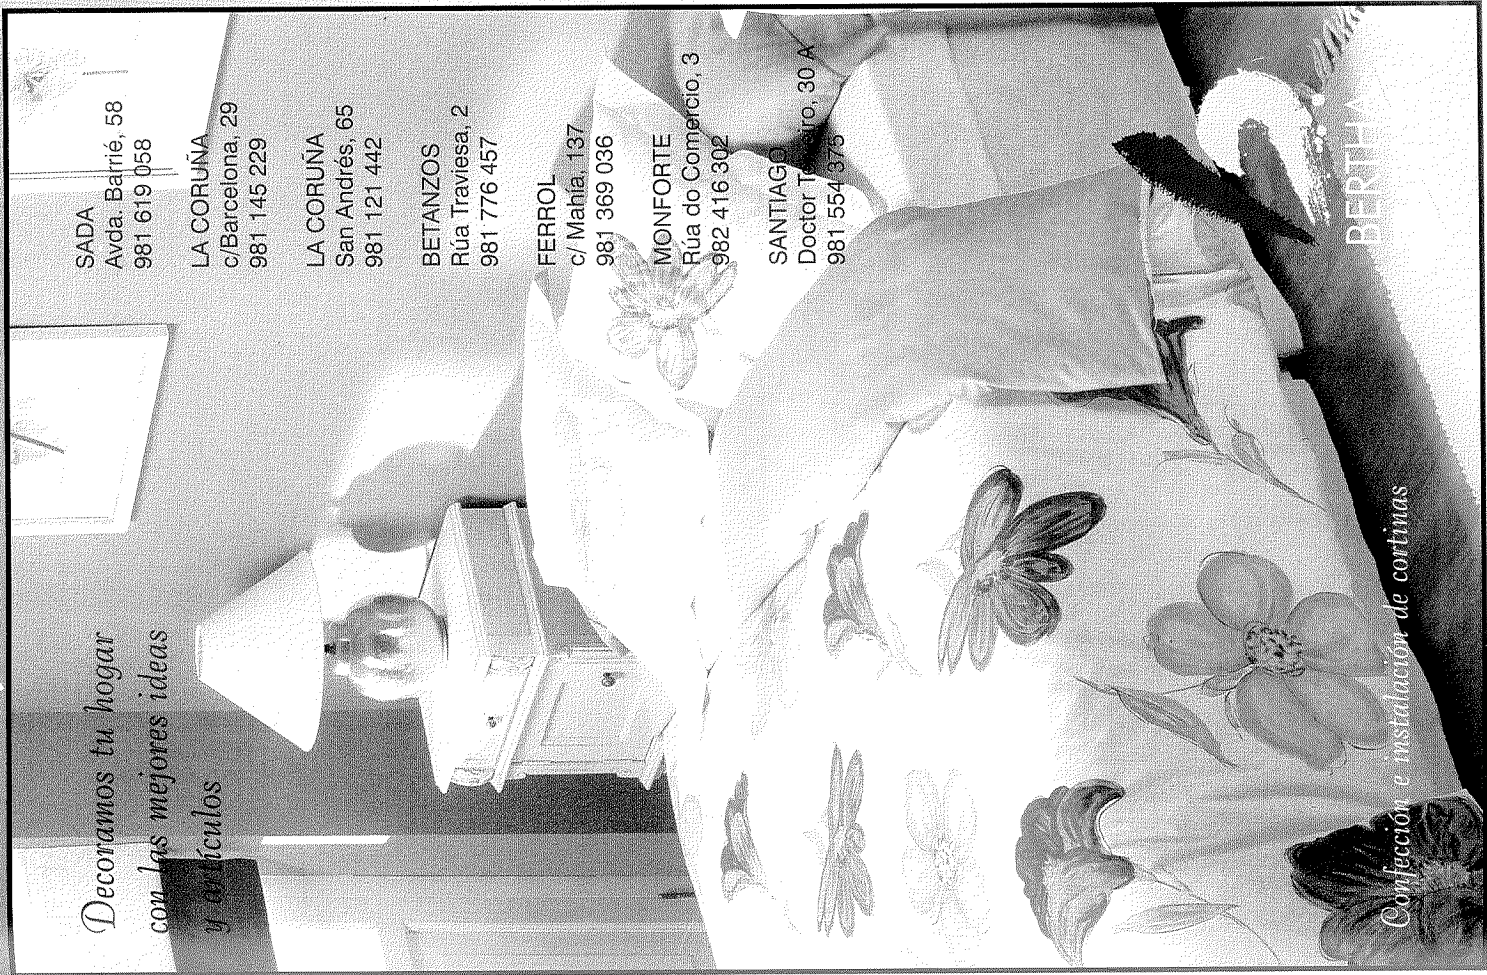 Decoramos tu hogar
con las mejores ideas
y artículos
SADA
Avda. Barrié, 58
981 619 058
LA CORUÑA
c/Barcelona, 29
981 145 229
LA CORUÑA
San Andrés, 65
981 121 442
BETANZOS
Rúa Traviesa, 2
981 776 457
FERROL
c/ Mahía, 137
981 369 036
MONFORTE
Rúa do Comercio, 3
982 416 302
SANTIAGO
Doctor Teixeiro, 30 A
981 554 375
Confección e instalación de cortinas
BERTHA